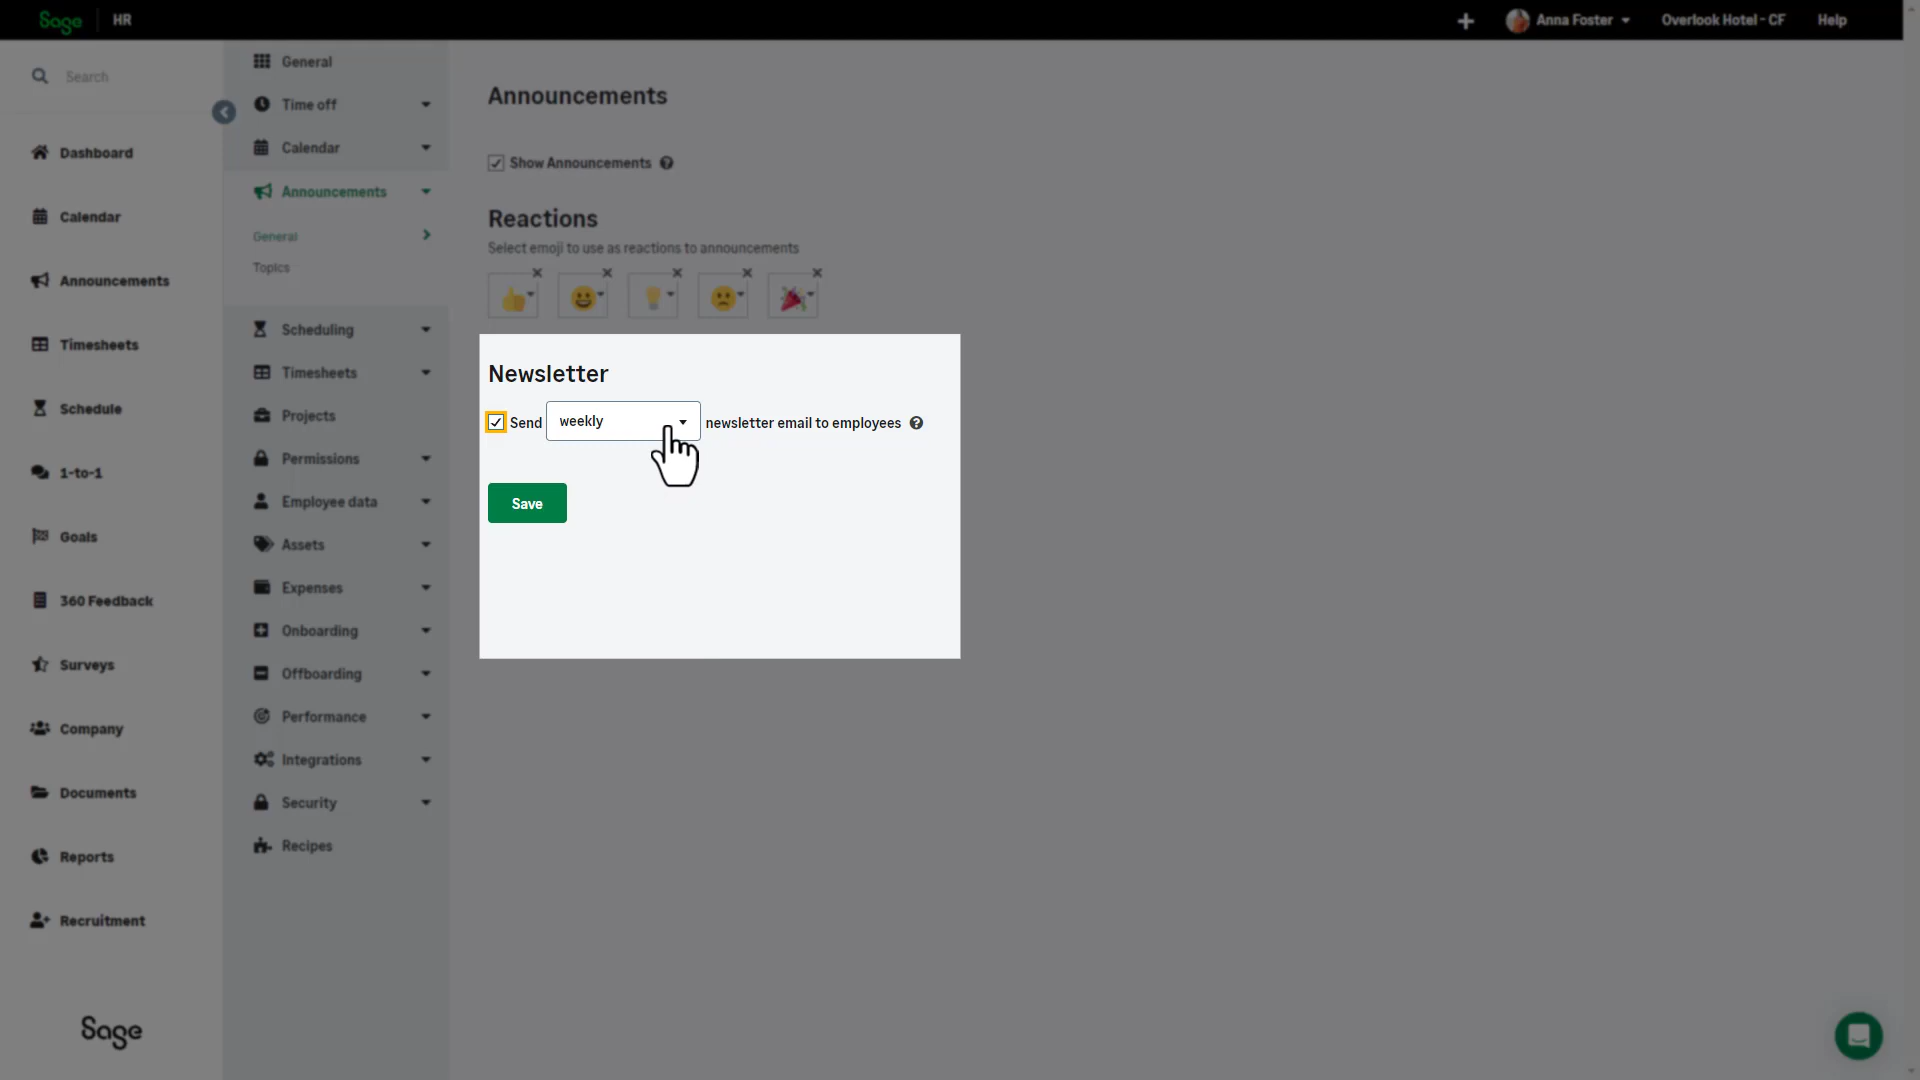 Sage HR
Anna Foster Overlook Hotel - CF Help
Search
Dashboard
Calendar
Announcements
Timesheets
Schedule
1-to-1
Goals
360 Feedback
Surveys
Company
Documents
Reports
Recruitment
Sage
General
Time off
Calendar
Announcements
General
Topics
Scheduling
Timesheets
Projects
Permissions
Employee data
Assets
Expenses
Onboarding
Offboarding
Performance
Integrations
Security
Recipes
Announcements
Show Announcements
Reactions
Select emoji to use as reactions to announcements
Newsletter
Send weekly newsletter email to employees
Save